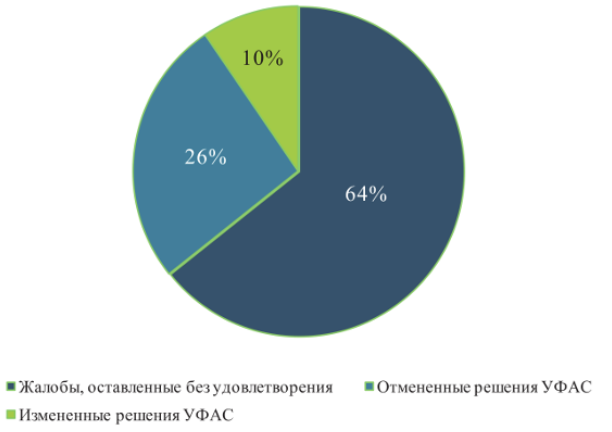 10%
26%
64%
Жалобы, оставленные без удовлетворения
Отмененные решения УФАС
Измененные решения УФАС